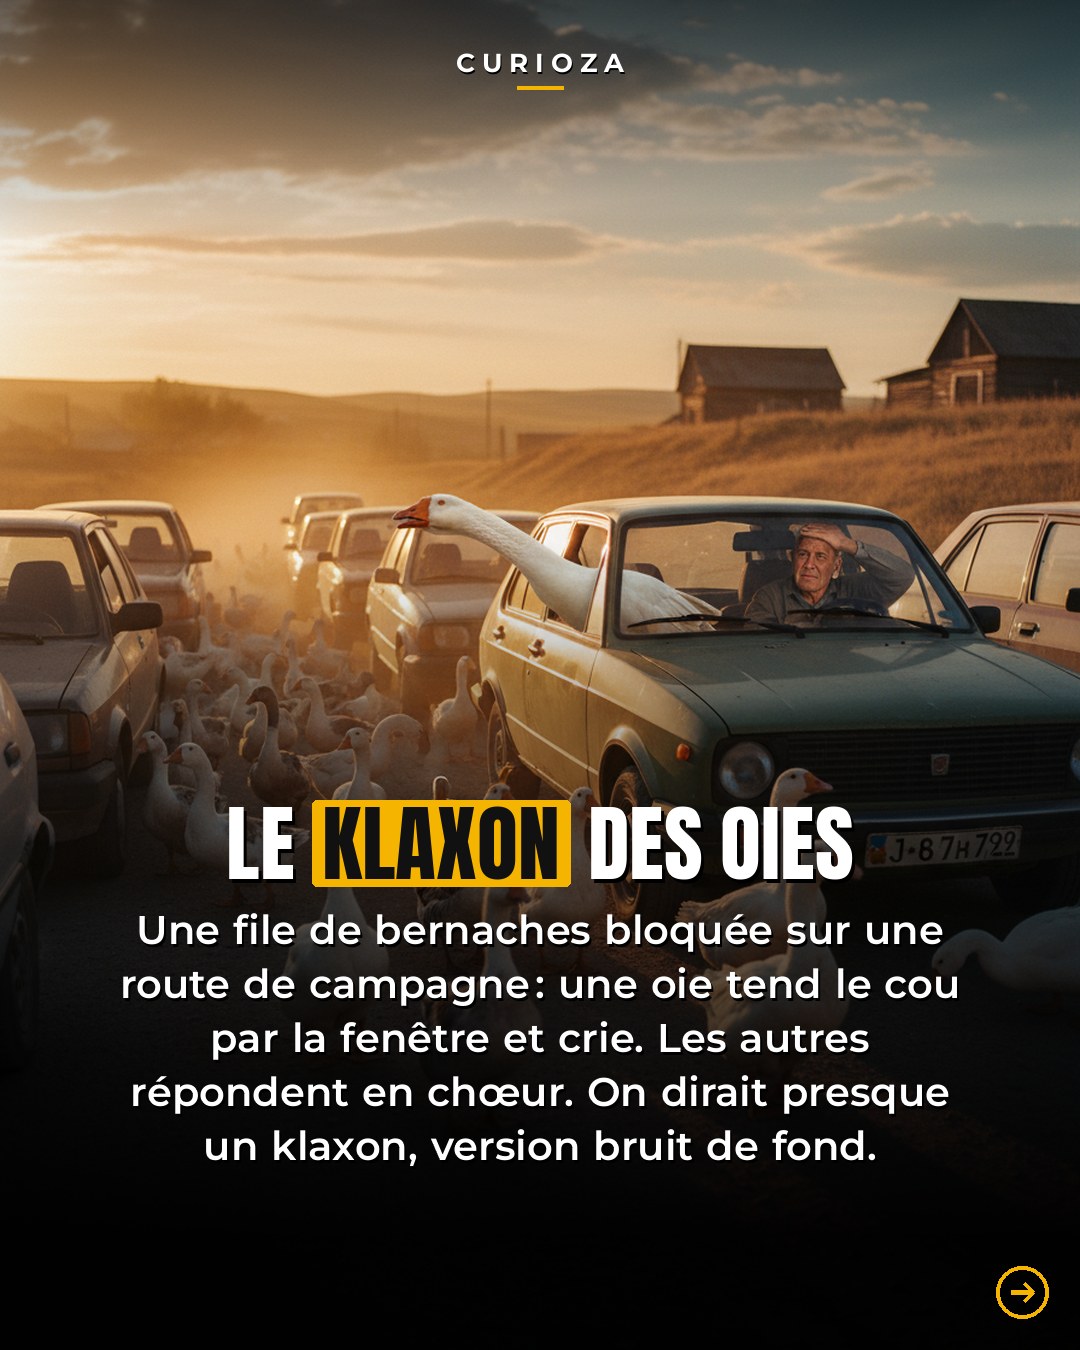 CURIOZA
LE KLAXON DES OIES
Une file de bernaches bloquée sur une
route de campagne : une oie tend le cou
par la fenêtre et crie. Les autres
répondent en chœur. On dirait presque
un klaxon, version bruit de fond.